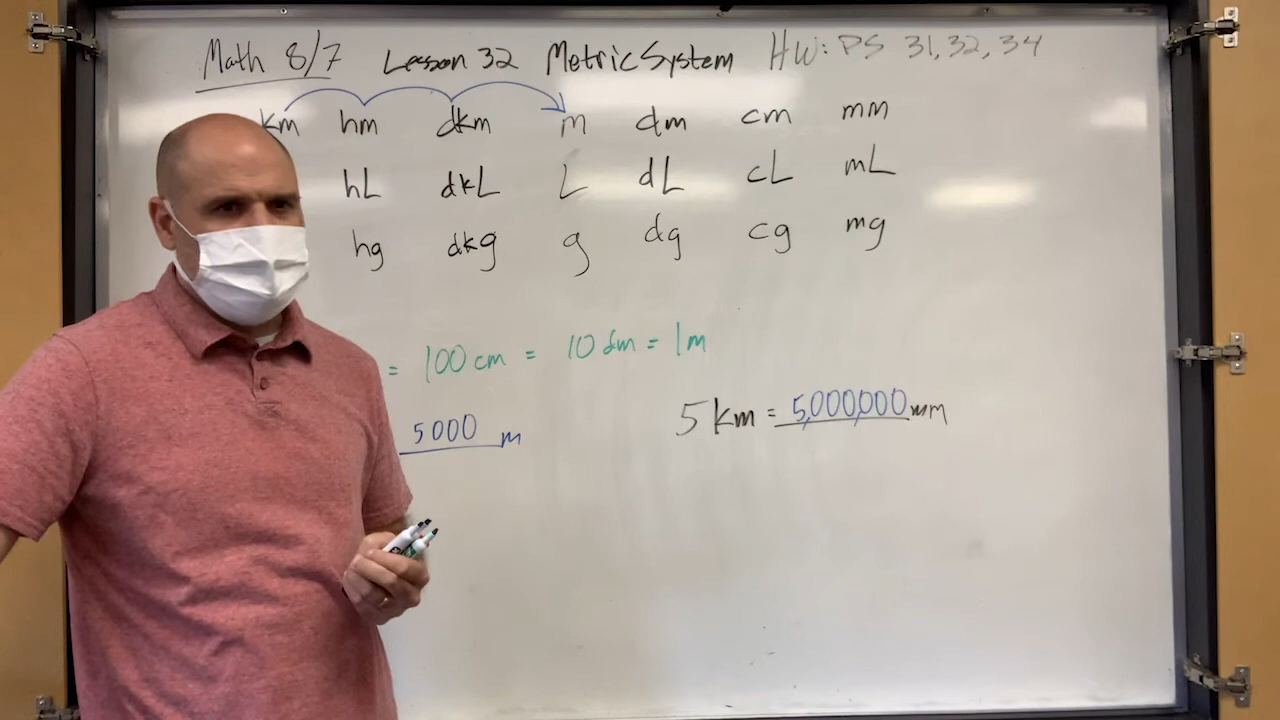 Math 8/7 Lesson 32 Metric System HW: PS 31, 32, 34
km hm dkm m dm cm mm
hL dkL L dL cL mL
hg dkg g dg cg mg
= 100 cm = 10 dm = 1m
5000 m
5 km = 5,000,000 mm